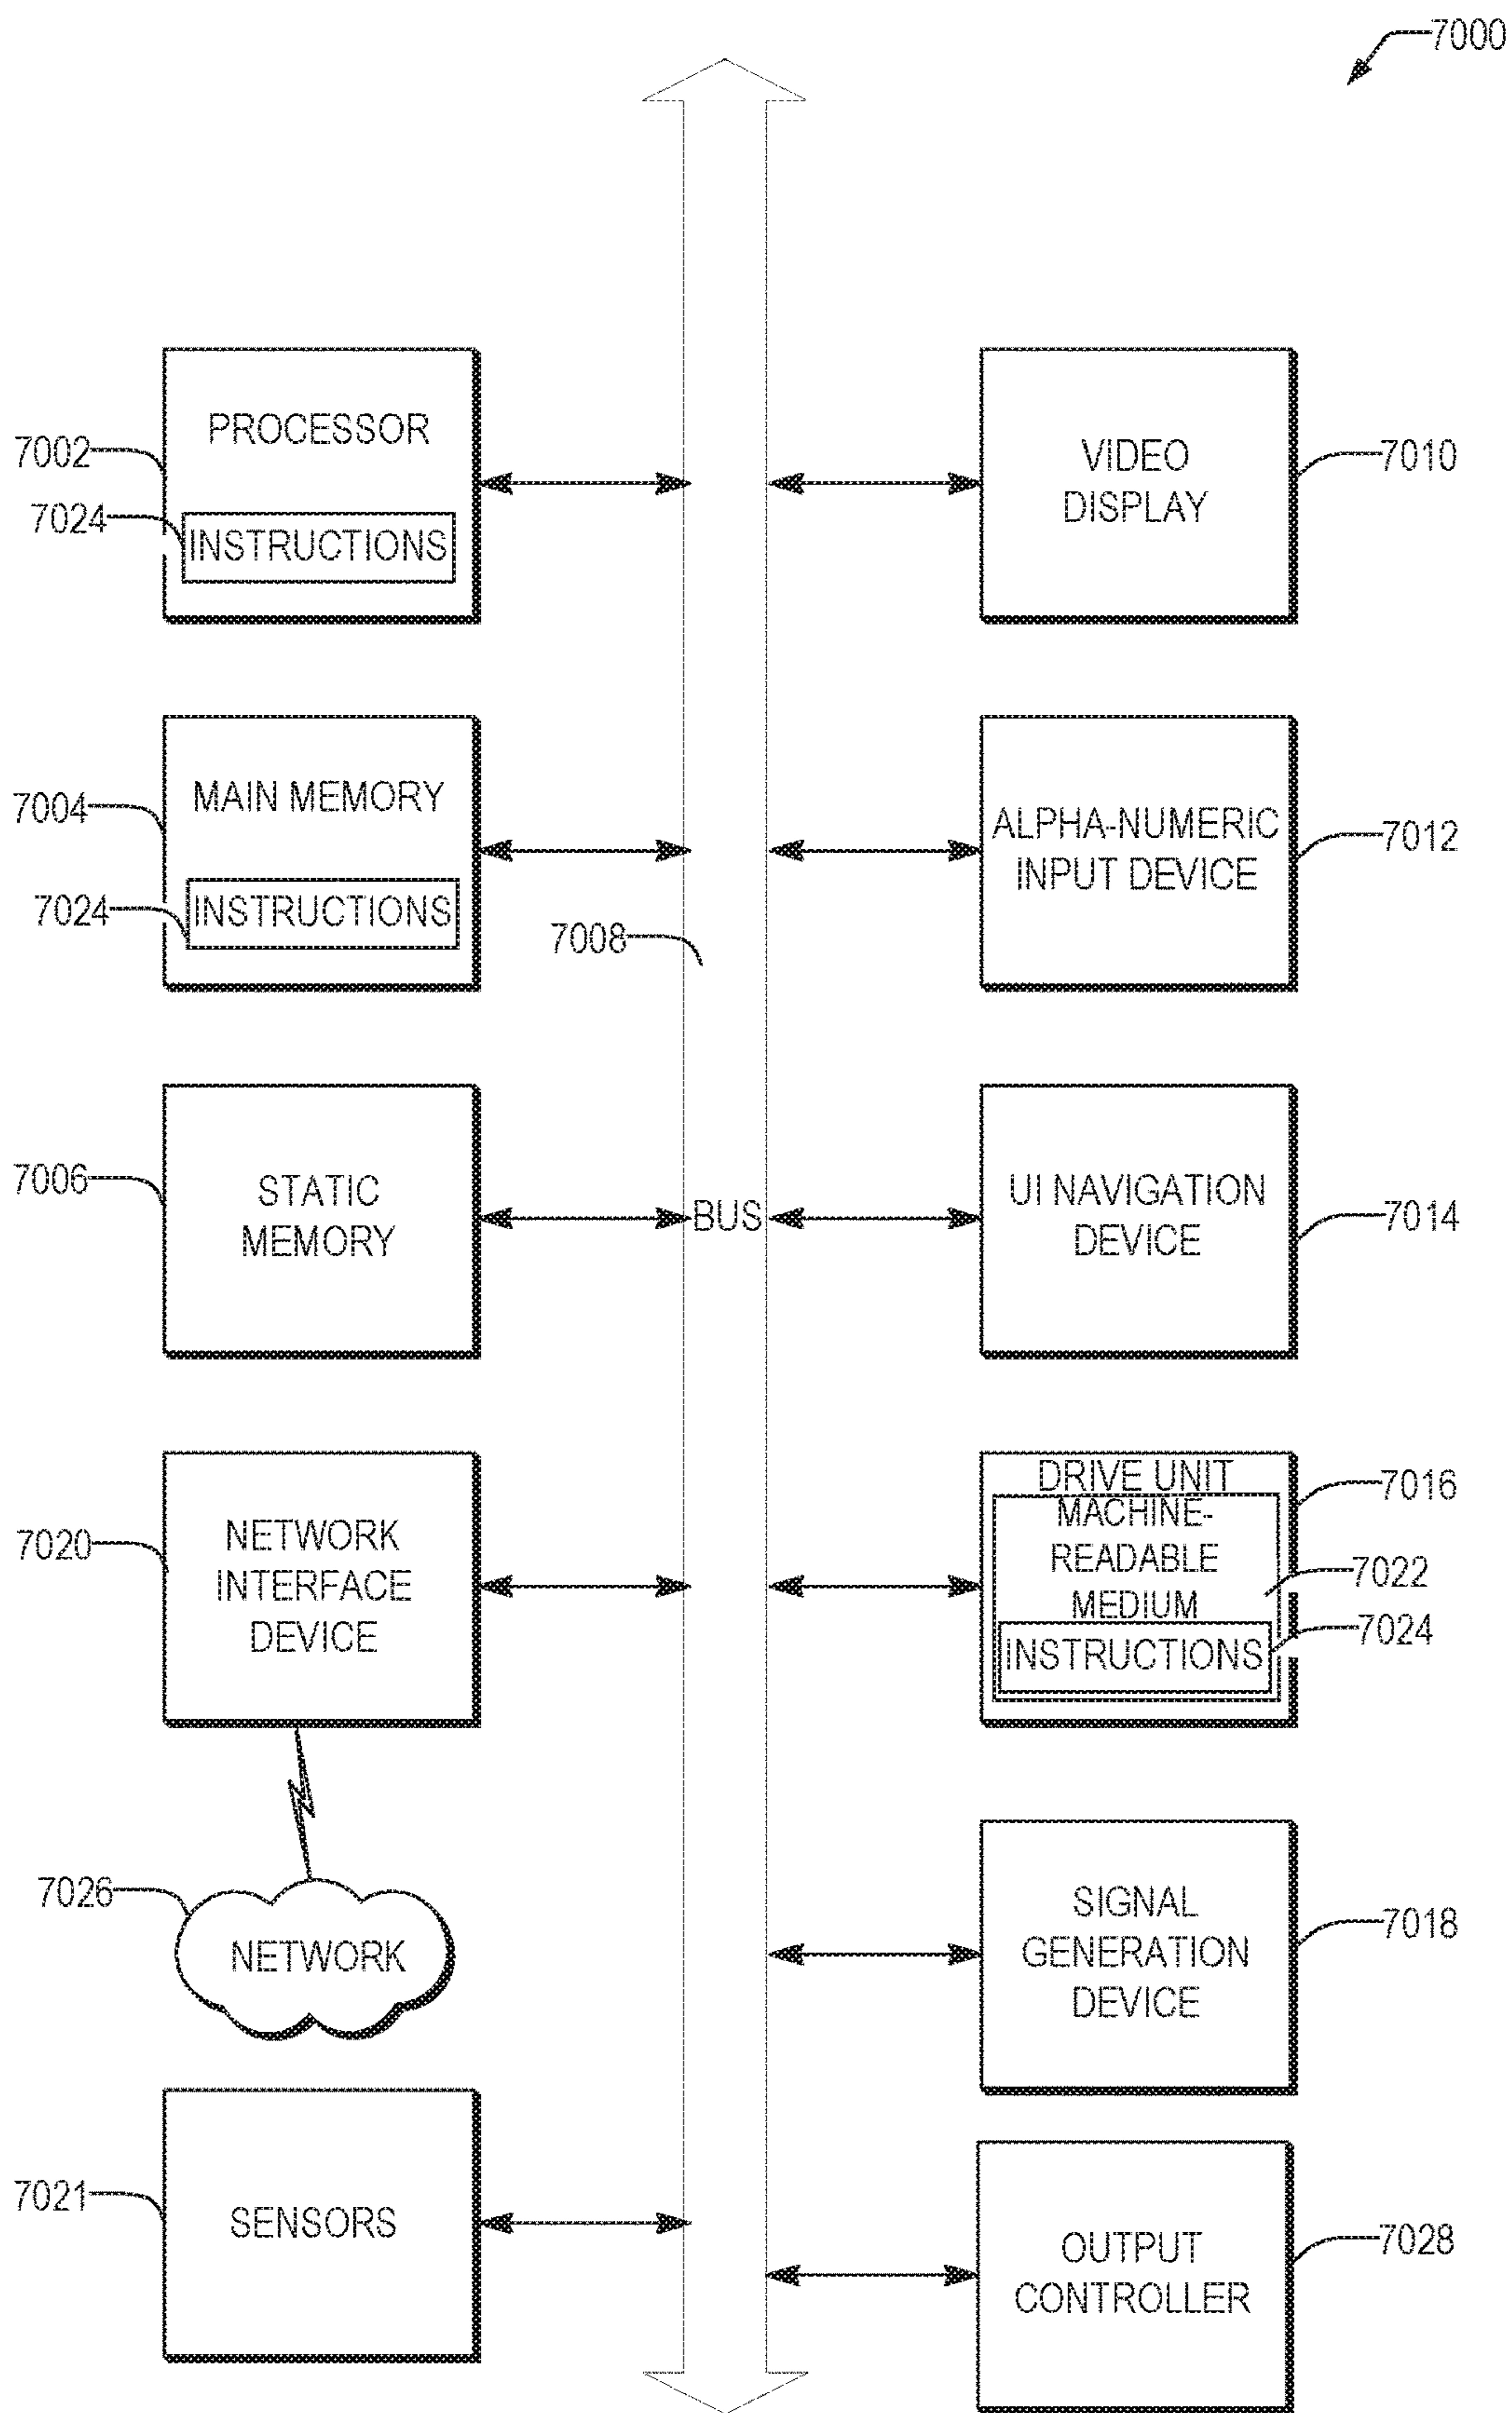 7000
PROCESSOR
7002
7024
INSTRUCTIONS
VIDEO
DISPLAY
7010
MAIN MEMORY
7004
7024
INSTRUCTIONS
7008
ALPHA-NUMERIC
INPUT DEVICE
7012
7006
STATIC
MEMORY
BUS
UI NAVIGATION
DEVICE
7014
7020
NETWORK
INTERFACE
DEVICE
DRIVE UNIT
7016
MACHINE-
READABLE
MEDIUM
7022
INSTRUCTIONS
7024
7026
NETWORK
SIGNAL
GENERATION
DEVICE
7018
7021
SENSORS
OUTPUT
CONTROLLER
7028